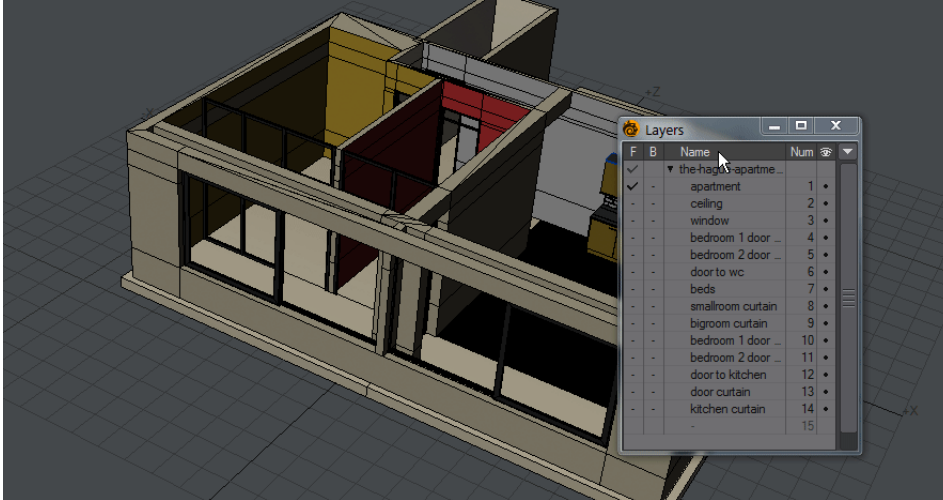 Layers
F B Name Num
the-hague-apartme...
apartment 1
ceiling 2
window 3
bedroom 1 door ... 4
bedroom 2 door ... 5
door to wc 6
beds 7
smallroom curtain 8
bigroom curtain 9
bedroom 1 door ... 10
bedroom 2 door ... 11
door to kitchen 12
door curtain 13
kitchen curtain 14
- 15
+Z
-X
+X